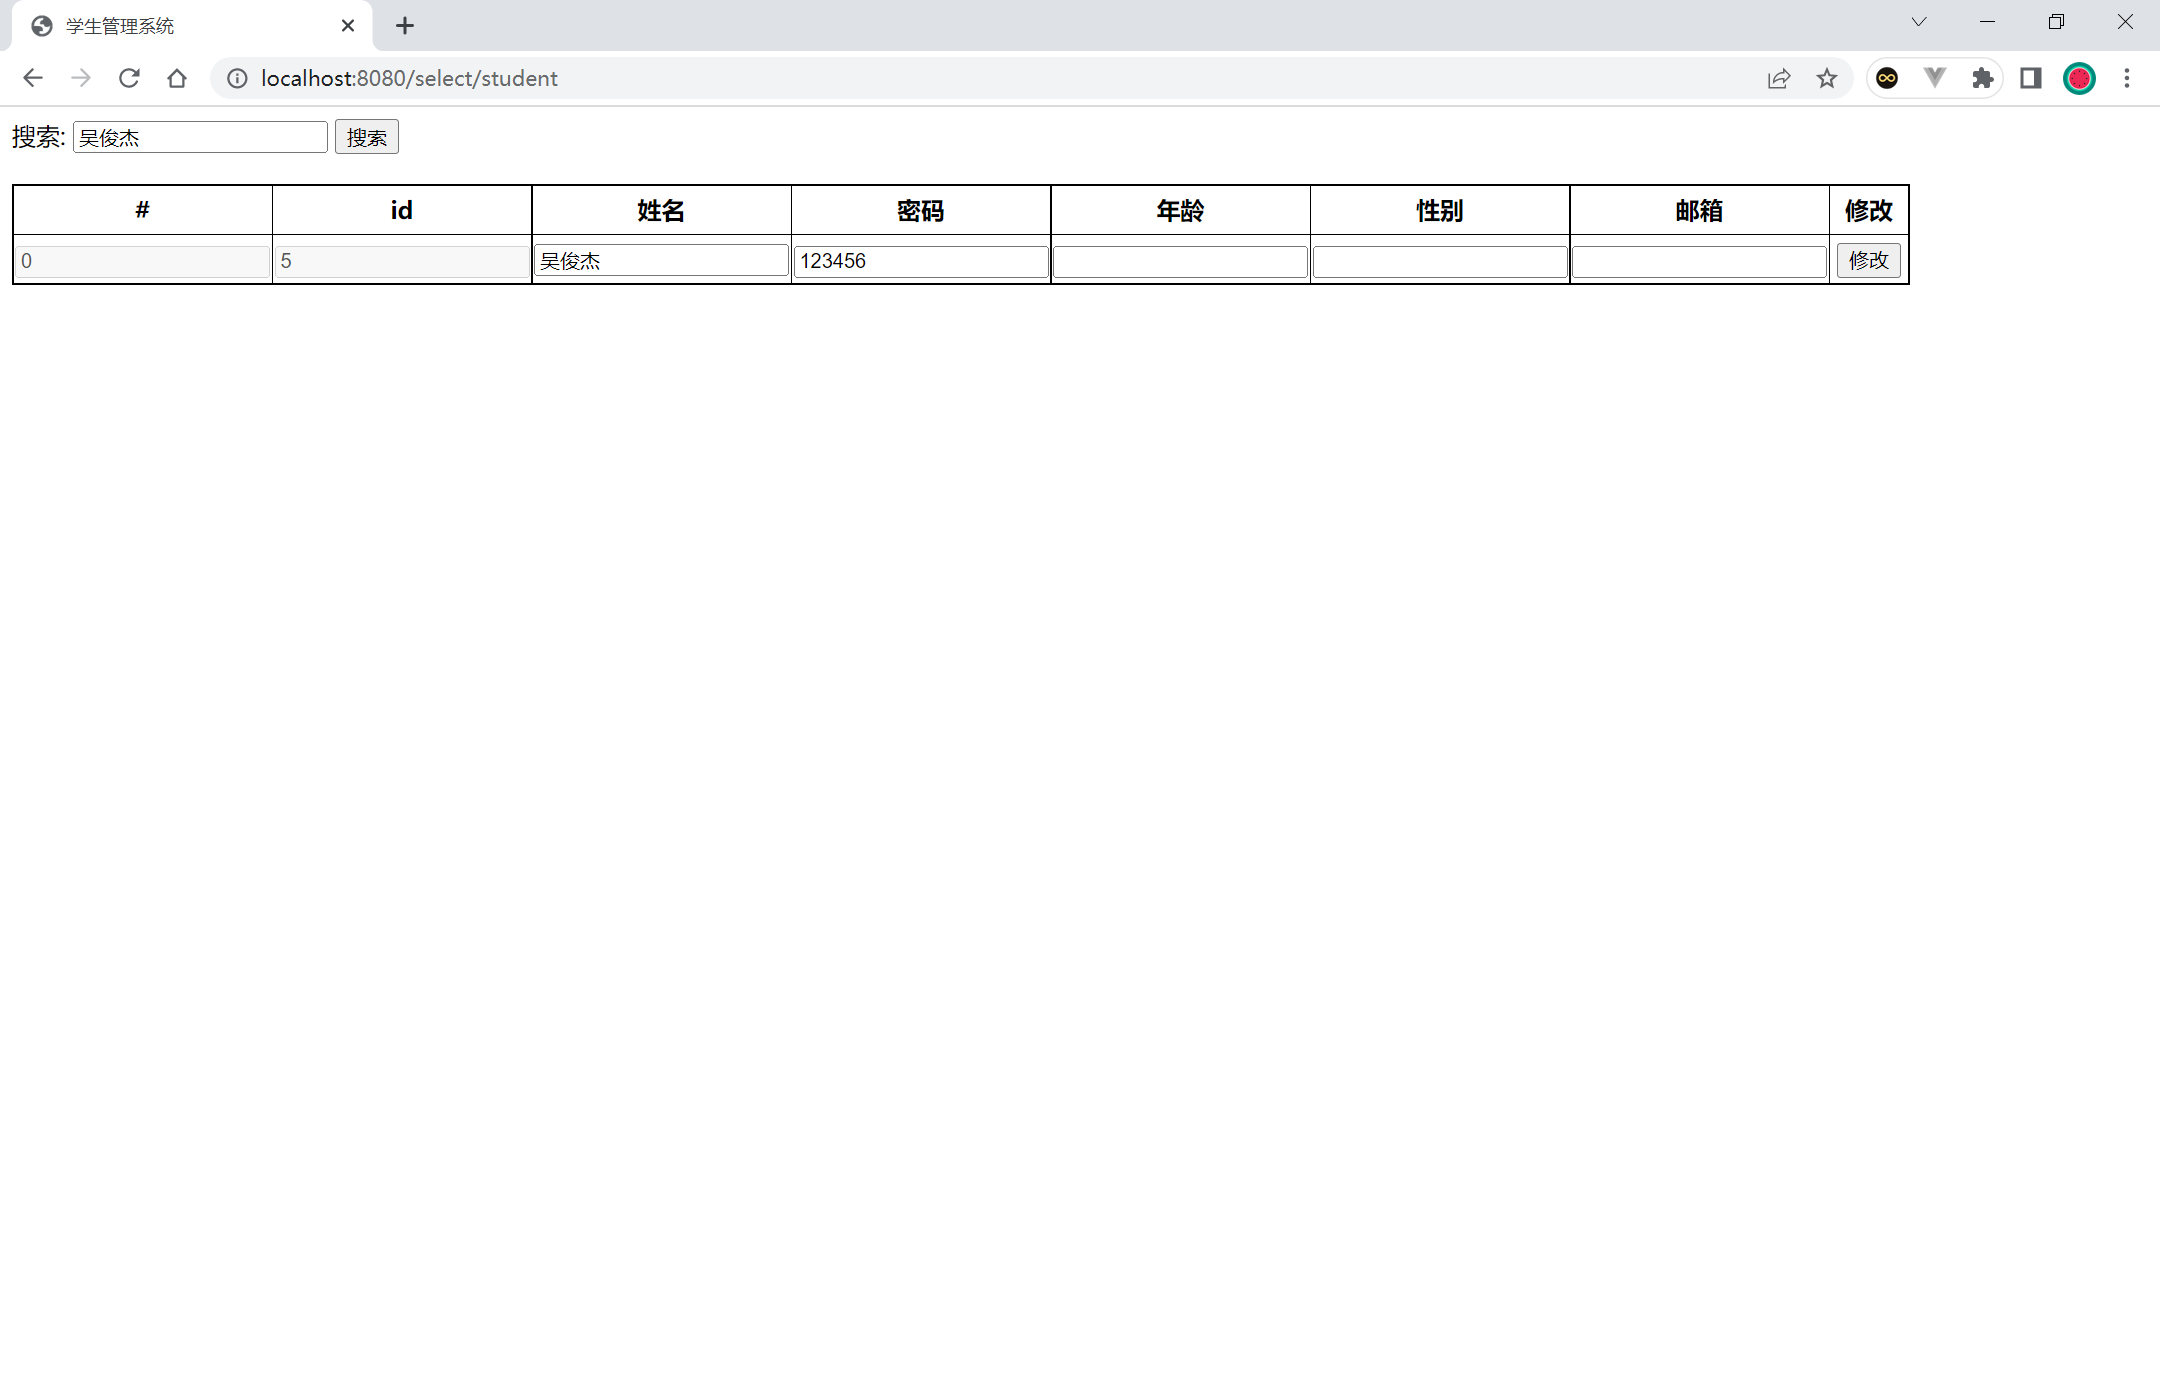 学生管理系统
localhost:8080/select/student
搜索: 吴俊杰 搜索
# id 姓名 密码 年龄 性别 邮箱 修改
0 5 吴俊杰 123456 修改